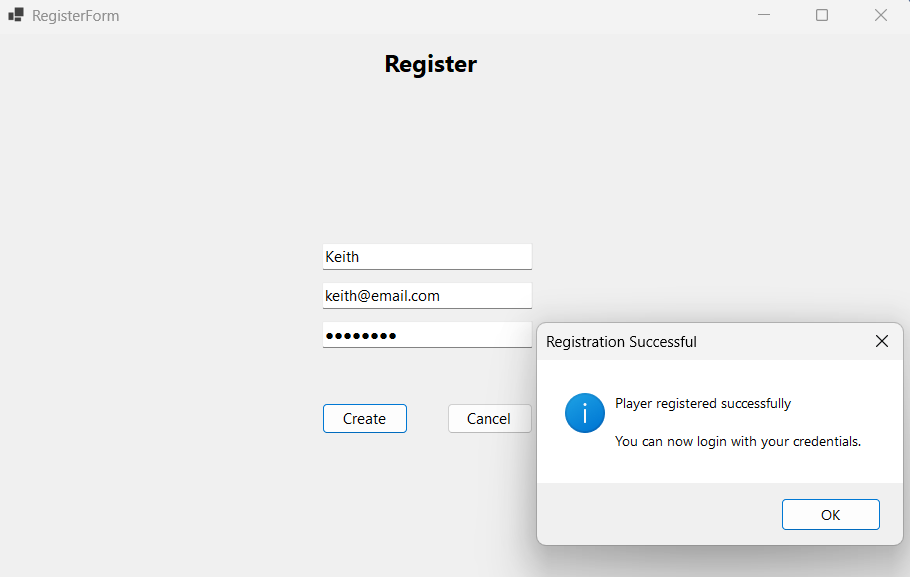 RegisterForm
Register
Keith
keith@email.com
●●●●●●●●
Create Cancel
Registration Successful
Player registered successfully
You can now login with your credentials.
OK